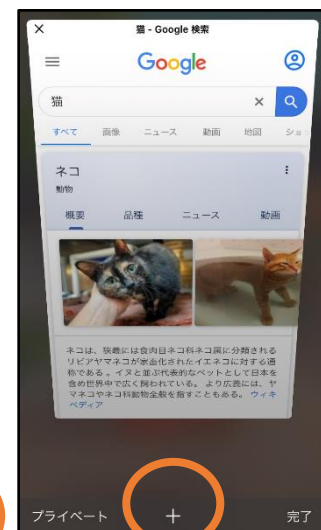 猫 - Google 検索
Google
猫
すべて 画像 ニュース 動画 地図 ショ
ネコ
動物
概要 品種 ニュース 動画
ネコは、狭義には食肉目ネコ科ネコ属に分類される
リビアヤマネコが家畜化されたイエネコに対する通
称である。イヌと並ぶ代表的なペットとして日本を
含め世界中で広く飼われている。より広義には、ヤ
マネコやネコ科動物全般を指すこともある。 ウィキ
ペディア
プライベート + 完了